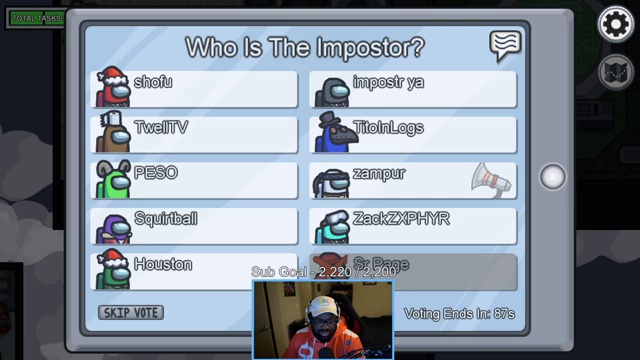 TOTAL TASKS
Who Is The Impostor?
shofu
impostr ya
TwellTV
TitoInLogs
PESO
zampur
Squirtball
ZackZXPHYR
Houston
Sr Page
Sub Goal - 2,220 / 2,200
SKIP VOTE
Voting Ends In: 87s